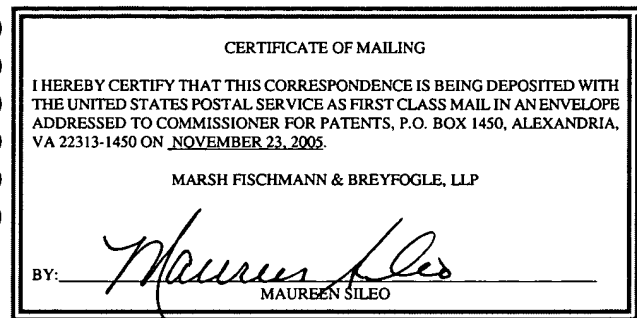 CERTIFICATE OF MAILING
I HEREBY CERTIFY THAT THIS CORRESPONDENCE IS BEING DEPOSITED WITH
THE UNITED STATES POSTAL SERVICE AS FIRST CLASS MAIL IN AN ENVELOPE
ADDRESSED TO COMMISSIONER FOR PATENTS, P.O. BOX 1450, ALEXANDRIA,
VA 22313-1450 ON NOVEMBER 23, 2005.
MARSH FISCHMANN & BREYFOGLE, LLP
BY: Maureen Sileo
MAUREEN SILEO